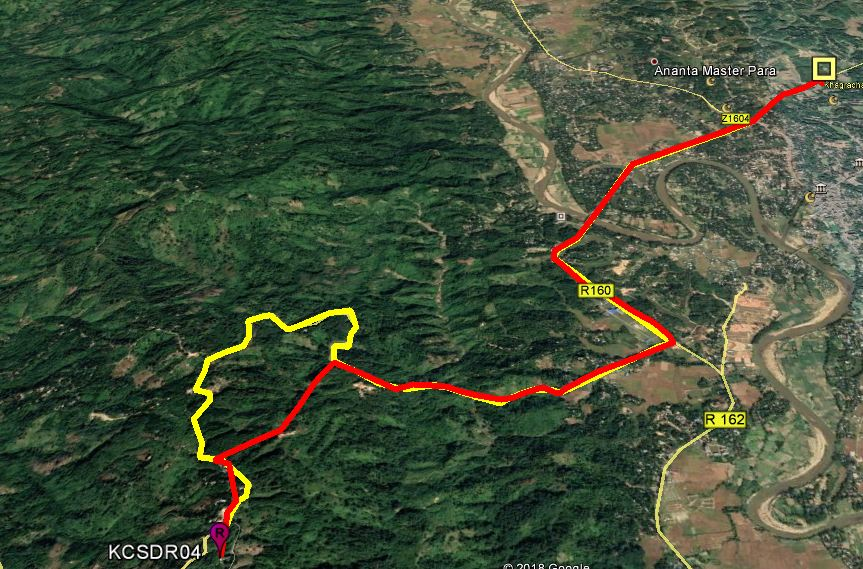 Ananta Master Para
Z1604
R160
R 162
KCSDR04
R
© 2018 Google